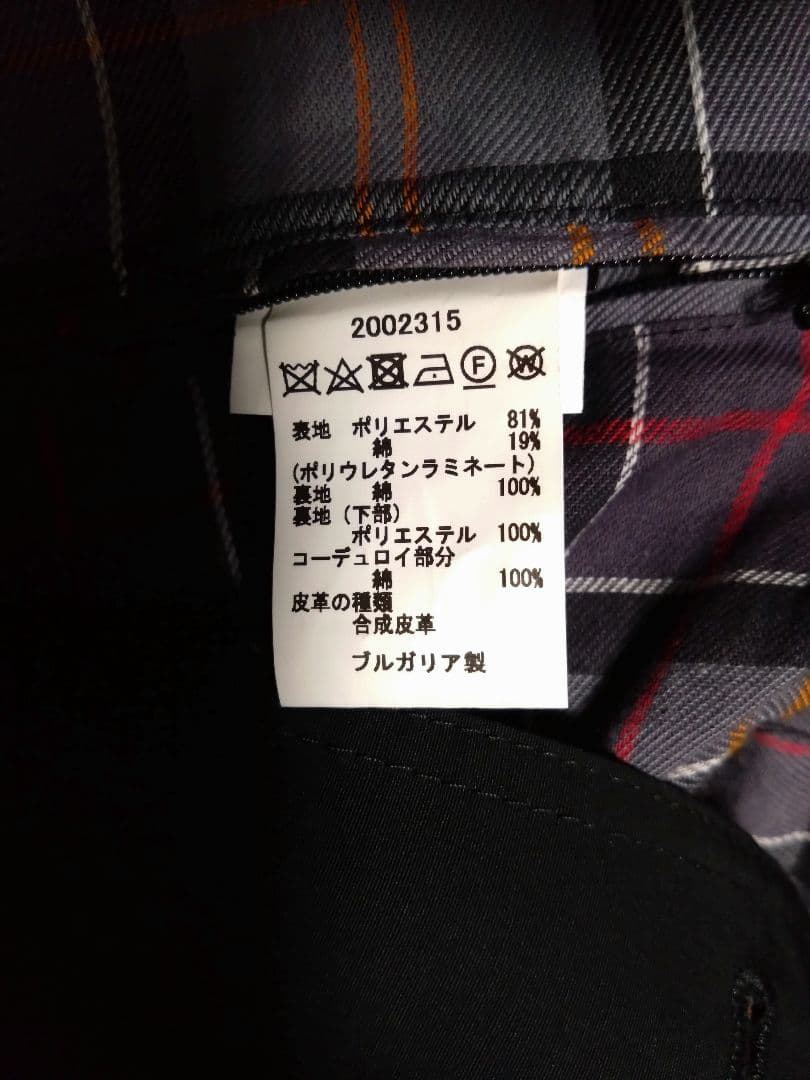 2002315
F W
表地 ポリエステル 81%
綿 19%
(ポリウレタンラミネート)
裏地 綿 100%
裏地(下部)
ポリエステル 100%
コーデュロイ部分
綿 100%
皮革の種類
合成皮革
ブルガリア製